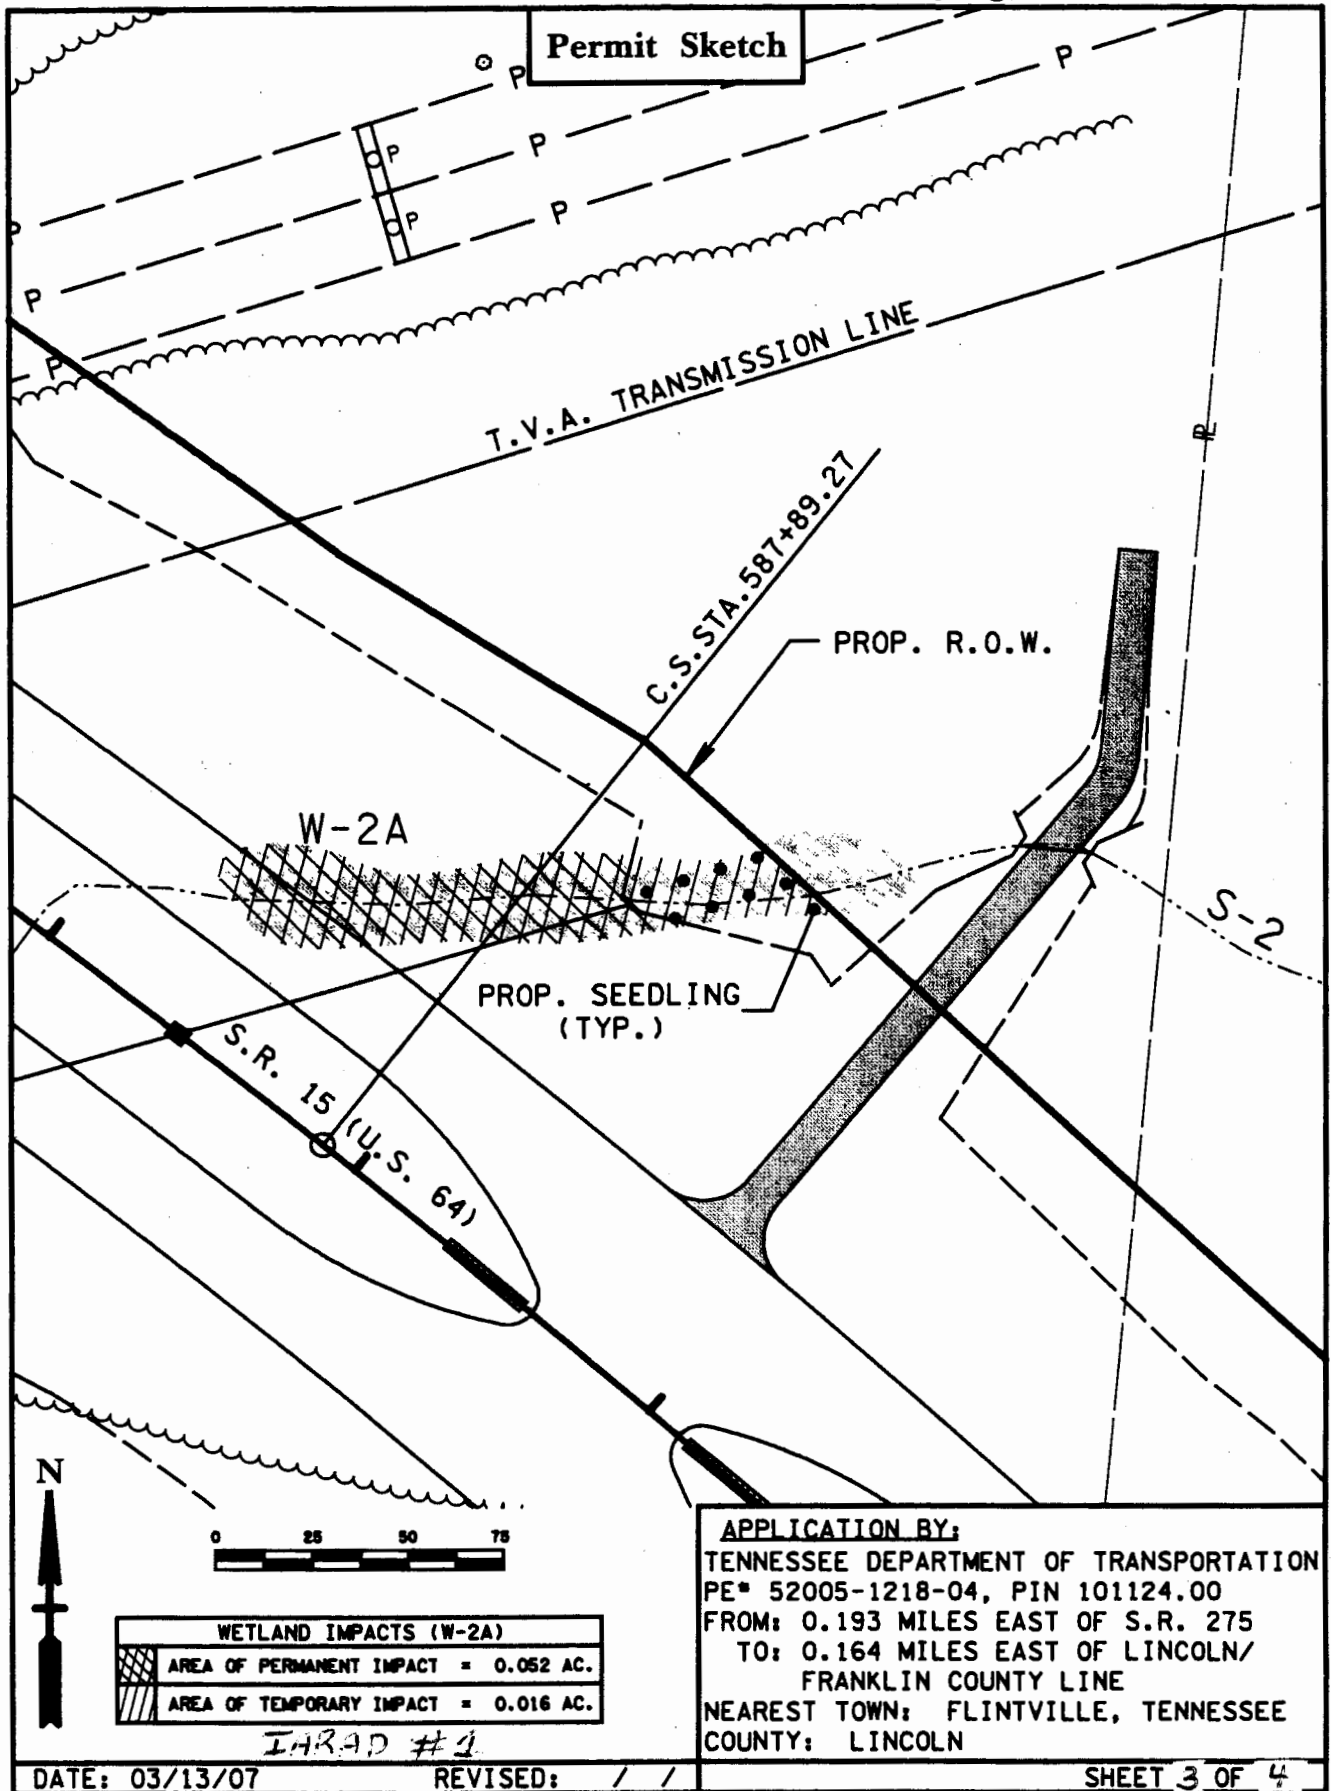 Permit Sketch
P
P
P
P
P
P
P
P
P
T.V.A. TRANSMISSION LINE
PL
C.S.STA.587+89.27
PROP. R.O.W.
W-2A
S-2
PROP. SEEDLING
(TYP.)
S.R. 15 (U.S. 64)
N
0 25 50 75
WETLAND IMPACTS (W-2A)
AREA OF PERMANENT IMPACT = 0.052 AC.
AREA OF TEMPORARY IMPACT = 0.016 AC.
APPLICATION BY:
TENNESSEE DEPARTMENT OF TRANSPORTATION
PE# 52005-1218-04, PIN 101124.00
FROM: 0.193 MILES EAST OF S.R. 275
TO: 0.164 MILES EAST OF LINCOLN/
FRANKLIN COUNTY LINE
NEAREST TOWN: FLINTVILLE, TENNESSEE
COUNTY: LINCOLN
#1
DATE: 03/13/07 REVISED: / /
SHEET 3 OF 4